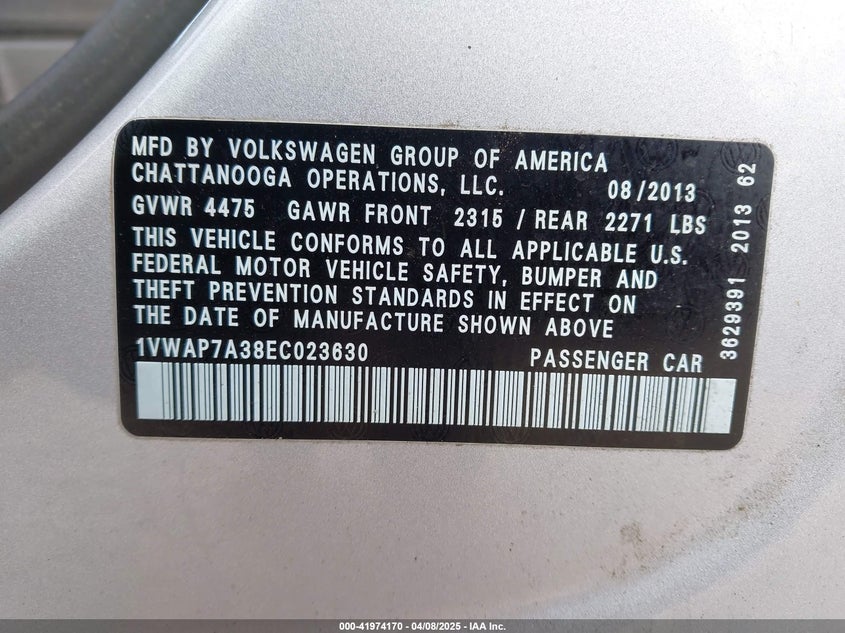 MFD BY VOLKSWAGEN GROUP OF AMERICA
CHATTANOOGA OPERATIONS, LLC. 08/2013
GVWR 4475 GAWR FRONT 2315 / REAR 2271 LBS
THIS VEHICLE CONFORMS TO ALL APPLICABLE U.S.
FEDERAL MOTOR VEHICLE SAFETY, BUMPER AND
THEFT PREVENTION STANDARDS IN EFFECT ON
THE DATE OF MANUFACTURE SHOWN ABOVE
1VWAP7A38EC023630 PASSENGER CAR
3629391 2013 62
000-41974170 | 04/08/2025 - IAA Inc.